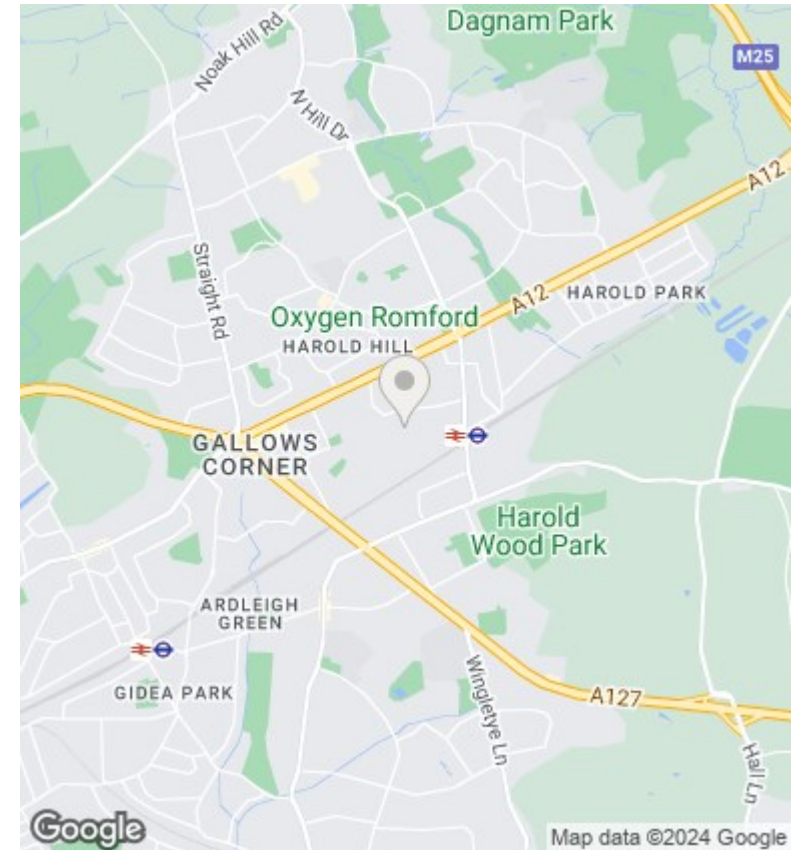 Dagnam Park
M25
Noak Hill Rd
N Hill Dr
A12
Straight Rd
A12
HAROLD PARK
Oxygen Romford
HAROLD HILL
GALLOWS
CORNER
Harold
Wood Park
ARDLEIGH
GREEN
GIDEA PARK
Wingletye Ln
A127
Hall Ln
Google
Map data ©2024 Google